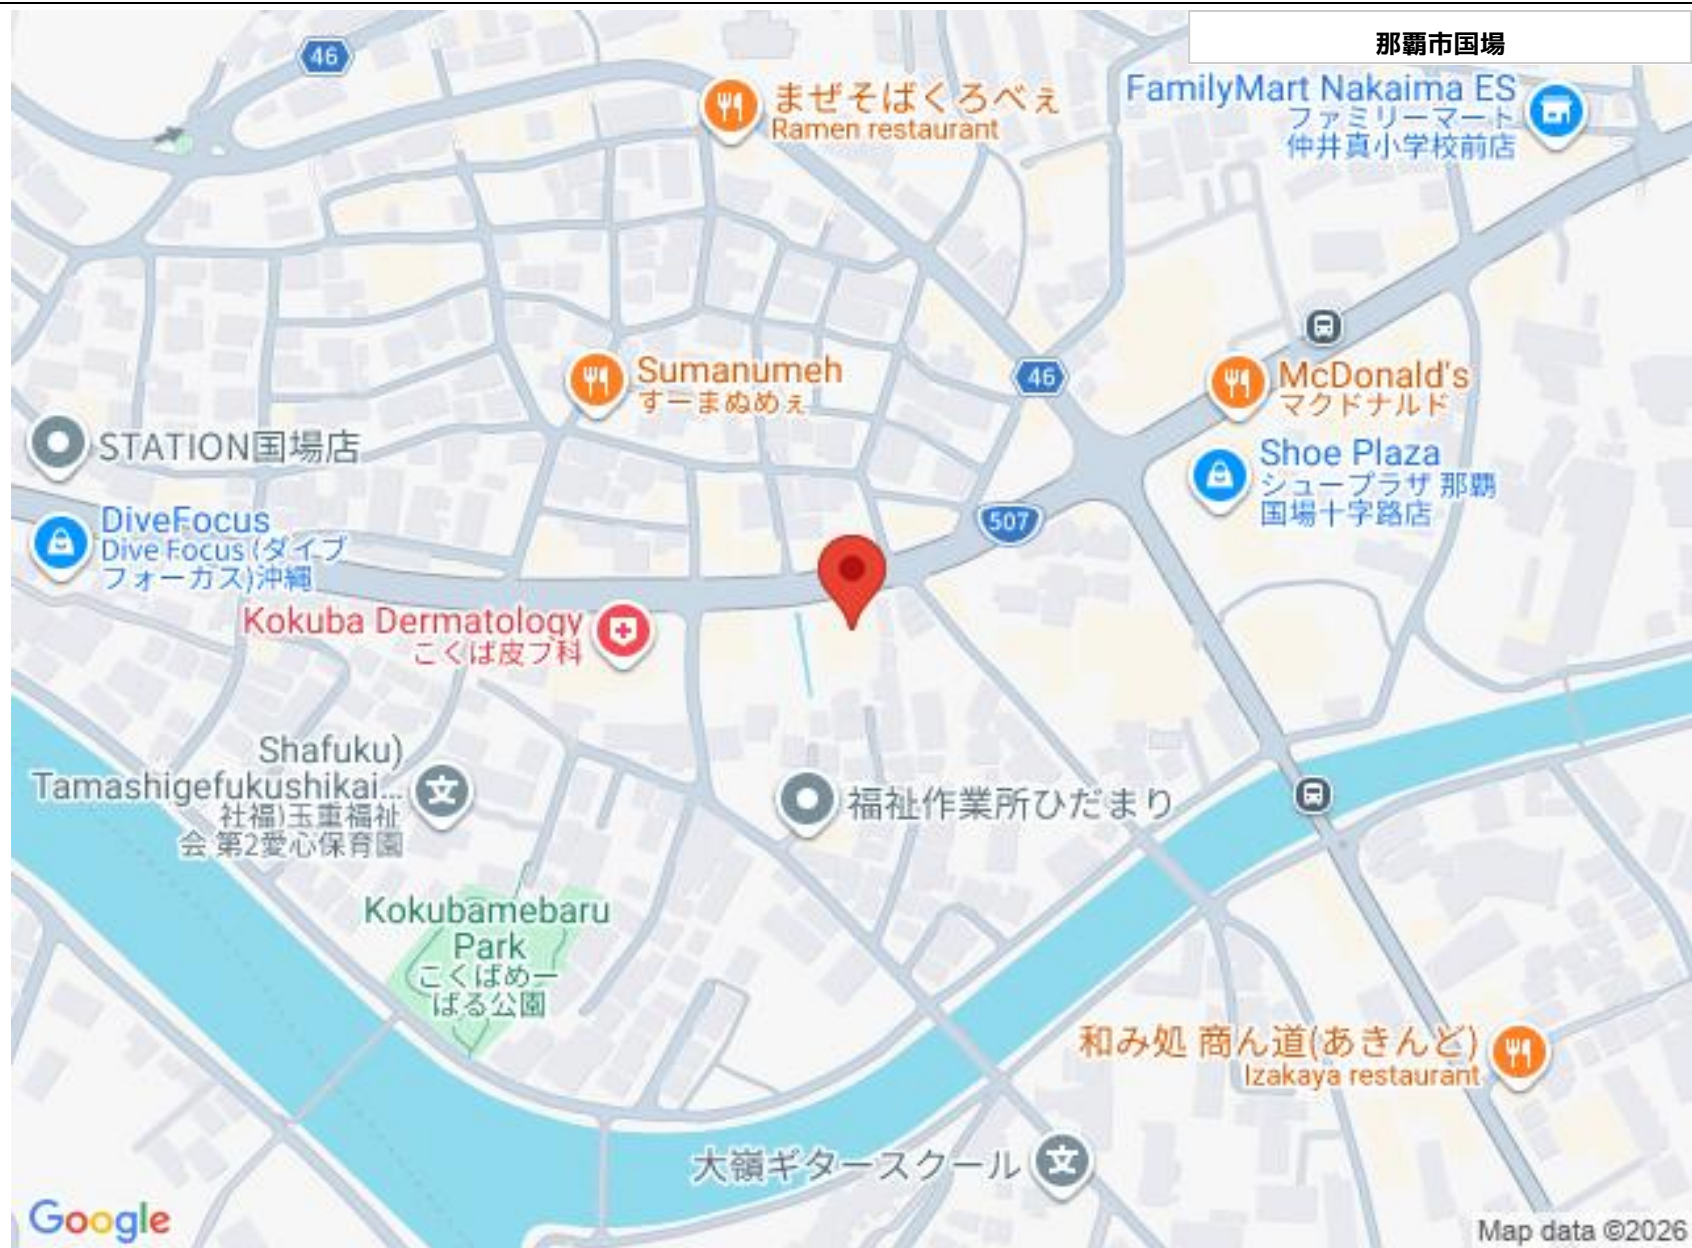 那覇市国場
46
まぜそばくろべぇ
Ramen restaurant
FamilyMart Nakaima ES
ファミリーマート
仲井真小学校前店
Sumanumeh
すーまぬめぇ
46
McDonald's
マクドナルド
STATION国場店
Shoe Plaza
シュープラザ 那覇
国場十字路店
DiveFocus
Dive Focus (ダイブ
フォーカス)沖縄
507
Kokuba Dermatology
こくば皮フ科
Shafuku)
Tamashigefukushikai...
社福)玉重福祉
会 第2愛心保育園
福祉作業所ひだまり
Kokubamebaru
Park
こくばめー
ばる公園
和み処 商ん道(あきんど)
Izakaya restaurant
大嶺ギタースクール
Google
Map data ©2026